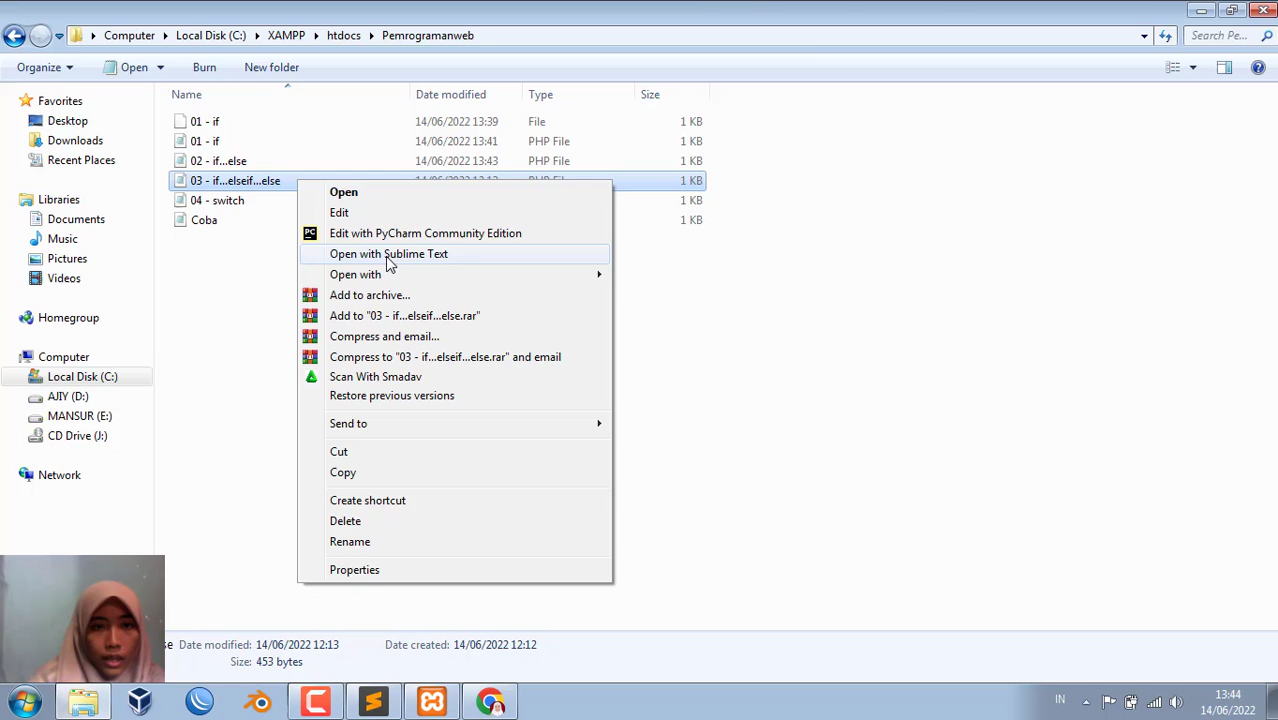 Computer Local Disk (C:) XAMPP htdocs Pemrogramanweb Search Pe...
Organize Open Burn New folder
Name Date modified Type Size
Favorites
Desktop
Downloads
Recent Places
Libraries
Documents
Music
Pictures
Videos
Homegroup
Computer
Local Disk (C:)
AJIY (D:)
MANSUR (E:)
CD Drive (J:)
Network
01 - if 14/06/2022 13:39 File 1 KB
01 - if 14/06/2022 13:41 PHP File 1 KB
02 - if...else 14/06/2022 13:43 PHP File 1 KB
03 - if...elseif...else 1 KB
04 - switch 1 KB
Coba 1 KB
Open
Edit
PC Edit with PyCharm Community Edition
Open with Sublime Text
Open with
Add to archive...
Add to "03 - if...elseif...else.rar"
Compress and email...
Compress to "03 - if...elseif...else.rar" and email
Scan With Smadav
Restore previous versions
Send to
Cut
Copy
Create shortcut
Delete
Rename
Properties
se Date modified: 14/06/2022 12:13 Date created: 14/06/2022 12:12
Size: 453 bytes
IN 13:44
14/06/2022